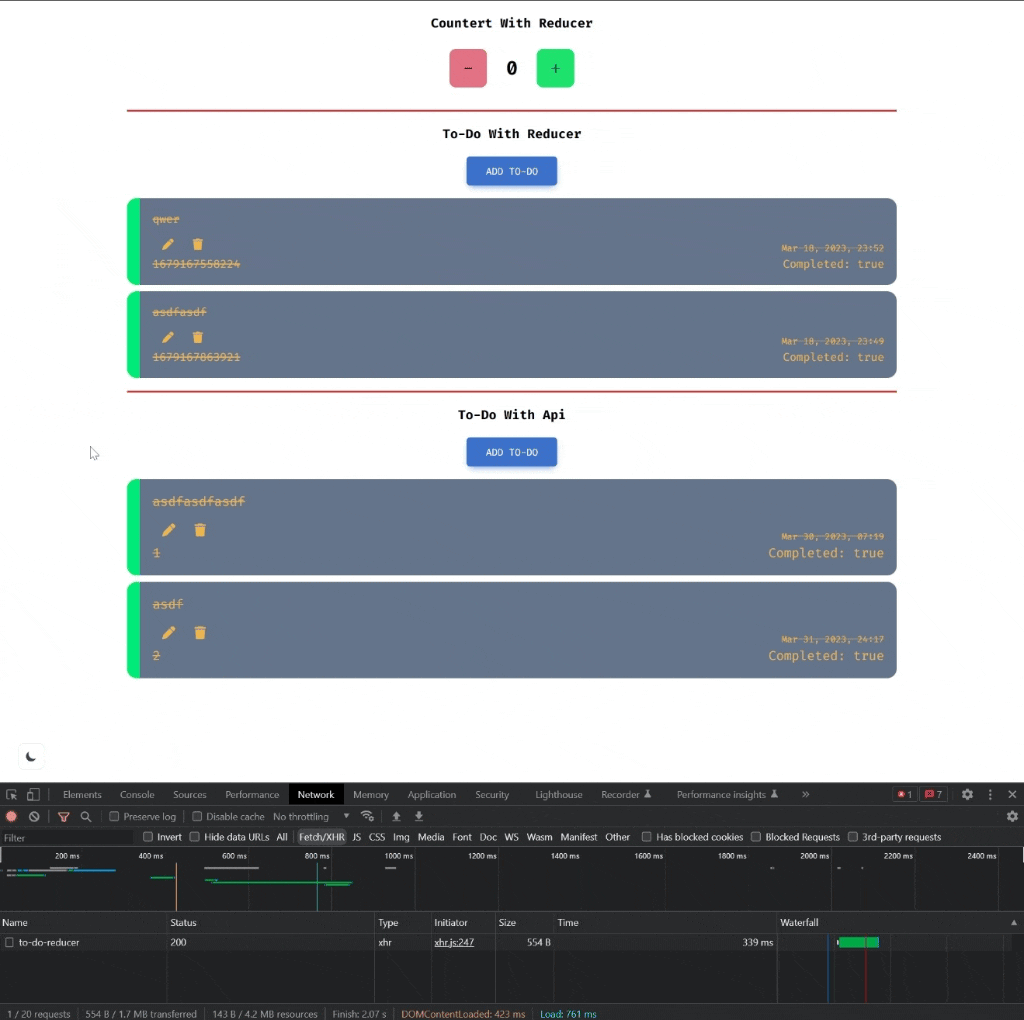 Countert With Reducer
- 0 +
To-Do With Reducer
ADD TO-DO
qwer
Mar 18, 2023, 23:52
1679167558224
Completed: true
asdfasdf
Mar 18, 2023, 23:49
1679167863921
Completed: true
To-Do With Api
ADD TO-DO
asdfasdfasdf
Mar 30, 2023, 07:19
1
Completed: true
asdf
Mar 31, 2023, 24:17
2
Completed: true
Elements Console Sources Performance Network Memory Application Security Lighthouse Recorder Performance insights » 1 7
Preserve log Disable cache No throttling
Filter Invert Hide data URLs All Fetch/XHR JS CSS Img Media Font Doc WS Wasm Manifest Other Has blocked cookies Blocked Requests 3rd-party requests
200 ms 400 ms 600 ms 800 ms 1000 ms 1200 ms 1400 ms 1600 ms 1800 ms 2000 ms 2200 ms 2400 ms
Name Status Type Initiator Size Time Waterfall
to-do-reducer 200 xhr xhr.js:247 554 B 339 ms
1 / 20 requests 554 B / 1.7 MB transferred 143 B / 4.2 MB resources Finish: 2.07 s DOMContentLoaded: 423 ms Load: 761 ms